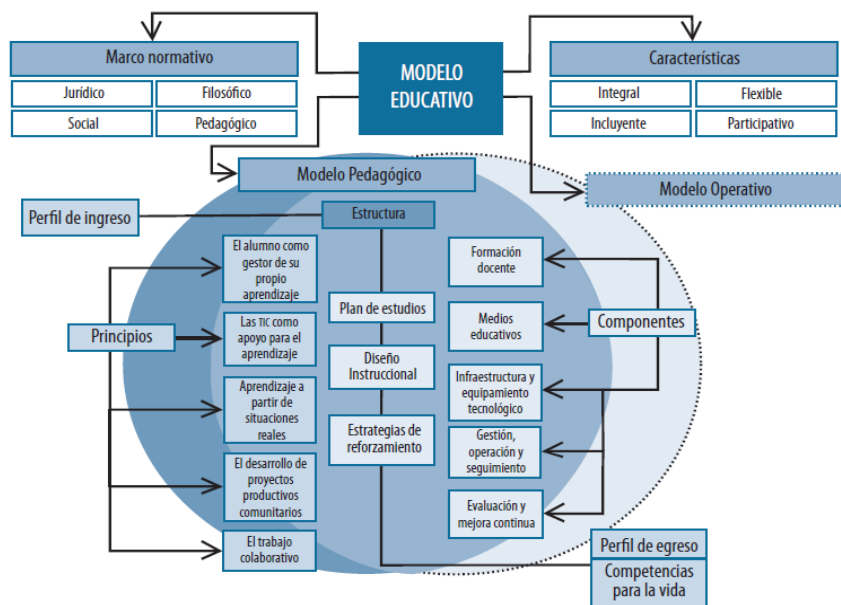 Marco normativo
Jurídico
Filosófico
Social
Pedagógico
MODELO
EDUCATIVO
Características
Integral
Flexible
Incluyente
Participativo
Modelo Pedagógico
Modelo Operativo
Perfil de ingreso
Estructura
Principios
El alumno como
gestor de su
propio
aprendizaje
Las TIC como
apoyo para el
aprendizaje
Aprendizaje a
partir de
situaciones
reales
El desarrollo de
proyectos
productivos
comunitarios
El trabajo
colaborativo
Plan de estudios
Diseño
Instruccional
Estrategias de
reforzamiento
Formación
docente
Medios
educativos
Infraestructura y
equipamiento
tecnológico
Gestión,
operación y
seguimiento
Evaluación y
mejora continua
Componentes
Perfil de egreso
Competencias
para la vida